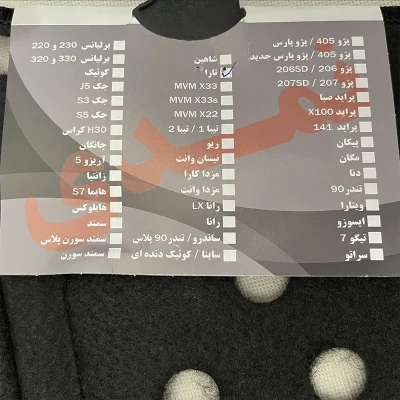 پژو 405 / پژو پارس
پژو 405 / پژو پارس جدید
پژو 206 / 206SD
پژو 207 / 207SD
پراید صبا
پراید X100
پراید 141
پیکان
مگان
دنا
تندر90
ویتارا
ایسوزو
تیگو 7
سراتو
شاهین
تارا
MVM X33
MVM X33s
MVM X22
تیبا 1 / تیبا 2
ریو
نیسان وانت
مزدا کارا
مزدا وانت
رانا LX
رانا
ساندرو / تندر90 پلاس
ساینا / کوئیک دنده ای
برلیانس 230 و 220
برلیانس 330 و 320
کوئیک
جک J5
جک S3
جک S5
H30 کراس
چانگان
آریزو 5
زانتیا
هایما S7
هایلوکس
سمند
سمند سورن پلاس
سمند سورن
نمدی